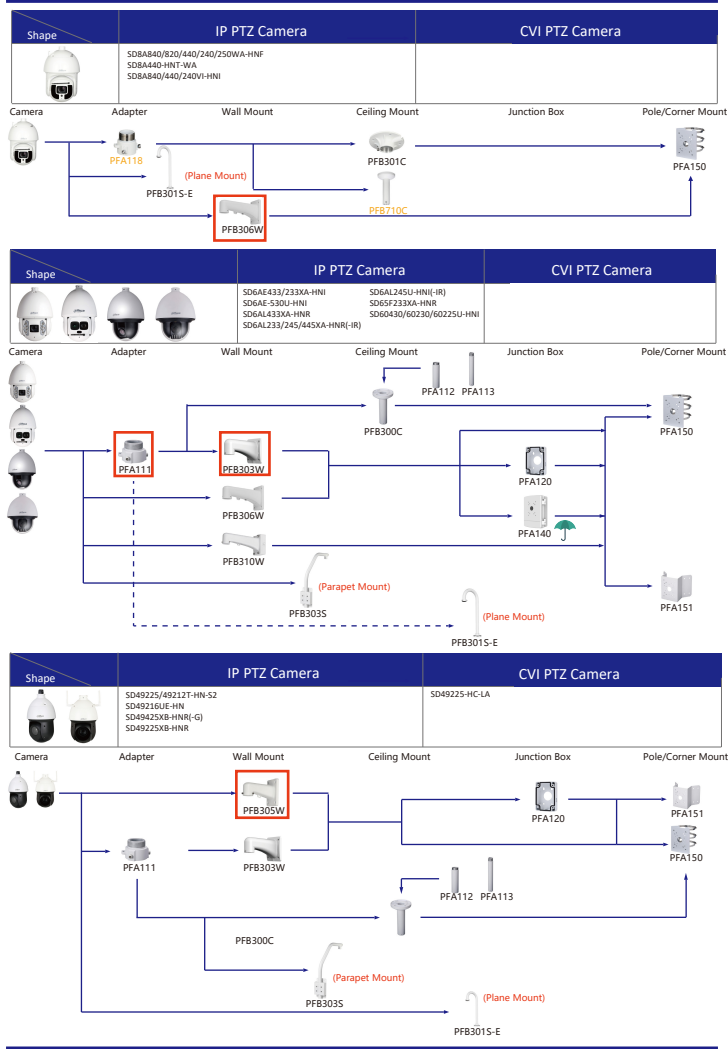 Shape
IP PTZ Camera
CVI PTZ Camera
SD8A840/820/440/240/250WA-HNF
SD8A440-HNT-WA
SD8A840/440/240VI-HNI
Camera
Adapter
Wall Mount
Ceiling Mount
Junction Box
Pole/Corner Mount
PFA118
PFB301C
PFA150
(Plane Mount)
PFB301S-E
PFB710C
PFB306W
Shape
IP PTZ Camera
CVI PTZ Camera
SD6AE433/233XA-HNI
SD6AL245U-HNI(-IR)
SD6AE-530U-HNI
SD65F233XA-HNR
SD6AL433XA-HNR
SD60430/60230/60225U-HNI
SD6AL233/245/445XA-HNR(-IR)
Camera
Adapter
Wall Mount
Ceiling Mount
Junction Box
Pole/Corner Mount
PFA112
PFA113
PFB300C
PFA150
PFA111
PFB303W
PFA120
PFB306W
PFA140
PFB310W
(Parapet Mount)
PFB303S
PFA151
(Plane Mount)
PFB301S-E
Shape
IP PTZ Camera
CVI PTZ Camera
SD49225/49212T-HN-S2
SD49225-HC-LA
SD49216UE-HN
SD49425XB-HNR(-G)
SD49225XB-HNR
Camera
Adapter
Wall Mount
Ceiling Mount
Junction Box
Pole/Corner Mount
PFB305W
PFA120
PFA151
PFA111
PFB303W
PFA150
PFA112
PFA113
PFB300C
(Parapet Mount)
PFB303S
(Plane Mount)
PFB301S-E